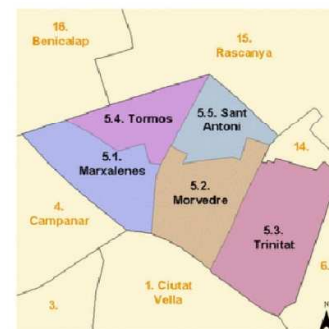 16.
Benicalap
15.
Rascanya
5.4. Tormos
5.5. Sant
Antoni
5.1.
Marxalenes
14.
5.2.
Morvedre
4.
Campanar
5.3.
Trinitat
6.
1. Ciutat
Vella
3.
N